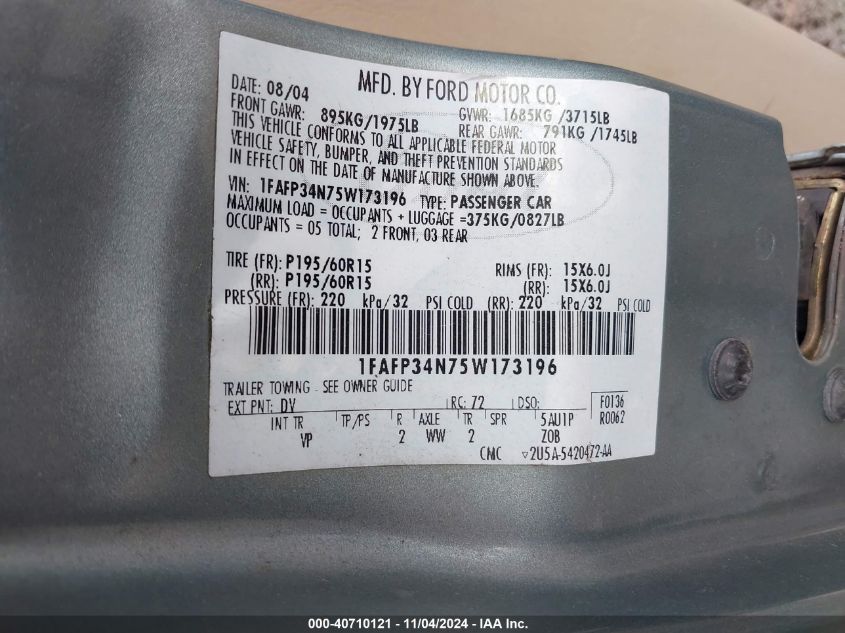 MFD. BY FORD MOTOR CO.
DATE: 08/04 GVWR: 1685KG /3715LB
FRONT GAWR: 895KG/1975LB REAR GAWR: 791KG /1745LB
THIS VEHICLE CONFORMS TO ALL APPLICABLE FEDERAL MOTOR
VEHICLE SAFETY, BUMPER, AND THEFT PREVENTION STANDARDS
IN EFFECT ON THE DATE OF MANUFACTURE SHOWN ABOVE.
VIN: 1FAFP34N75W173196 TYPE: PASSENGER CAR
MAXIMUM LOAD = OCCUPANTS + LUGGAGE =375KG/0827LB
OCCUPANTS = 05 TOTAL; 2 FRONT, 03 REAR
TIRE (FR): P195/60R15 RIMS (FR): 15X6.0J
(RR): P195/60R15 (RR): 15X6.0J
PRESSURE (FR): 220 kPa/32 PSI COLD (RR): 220 kPa/32 PSI COLD
1FAFP34N75W173196
TRAILER TOWING - SEE OWNER GUIDE
EXT PNT: DV RC: 72 DSO: F0136
INT TR TP/PS R AXLE TR SPR 5AU1P R0062
VP 2 WW 2 ZOB
CMC ▽2U5A-5420472-AA
000-40710121 - 11/04/2024 - IAA Inc.